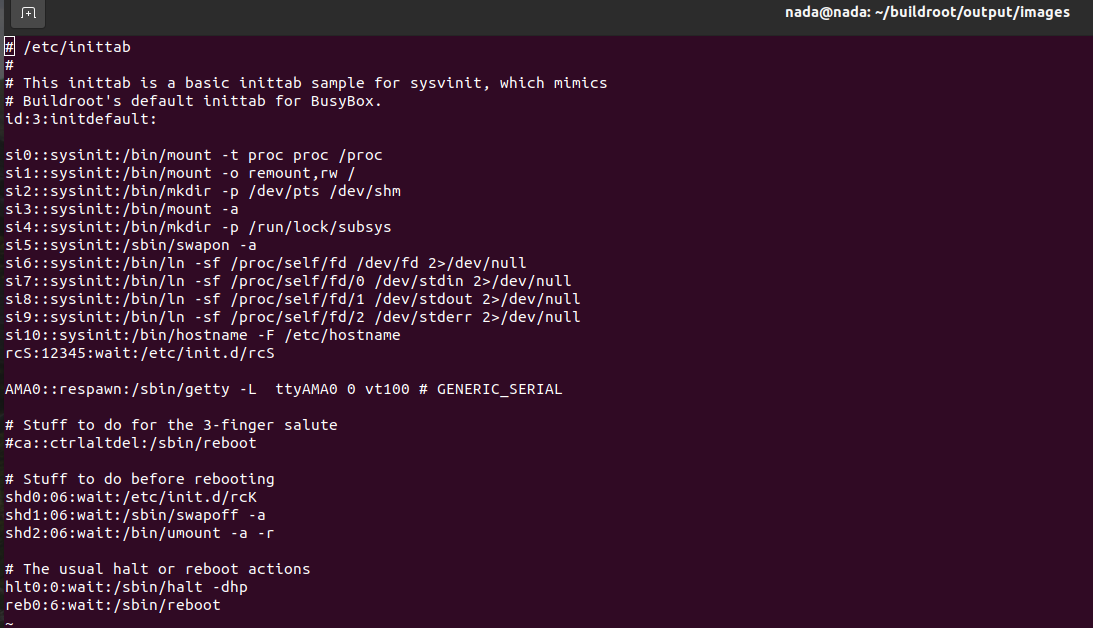 nada@nada: ~/buildroot/output/images
# /etc/inittab
#
# This inittab is a basic inittab sample for sysvinit, which mimics
# Buildroot's default inittab for BusyBox.
id:3:initdefault:

si0::sysinit:/bin/mount -t proc proc /proc
si1::sysinit:/bin/mount -o remount,rw /
si2::sysinit:/bin/mkdir -p /dev/pts /dev/shm
si3::sysinit:/bin/mount -a
si4::sysinit:/bin/mkdir -p /run/lock/subsys
si5::sysinit:/sbin/swapon -a
si6::sysinit:/bin/ln -sf /proc/self/fd /dev/fd 2>/dev/null
si7::sysinit:/bin/ln -sf /proc/self/fd/0 /dev/stdin 2>/dev/null
si8::sysinit:/bin/ln -sf /proc/self/fd/1 /dev/stdout 2>/dev/null
si9::sysinit:/bin/ln -sf /proc/self/fd/2 /dev/stderr 2>/dev/null
si10::sysinit:/bin/hostname -F /etc/hostname
rcS:12345:wait:/etc/init.d/rcS

AMA0::respawn:/sbin/getty -L  ttyAMA0 0 vt100 # GENERIC_SERIAL

# Stuff to do for the 3-finger salute
#ca::ctrlaltdel:/sbin/reboot

# Stuff to do before rebooting
shd0:06:wait:/etc/init.d/rcK
shd1:06:wait:/sbin/swapoff -a
shd2:06:wait:/bin/umount -a -r

# The usual halt or reboot actions
hlt0:0:wait:/sbin/halt -dhp
reb0:6:wait:/sbin/reboot
~